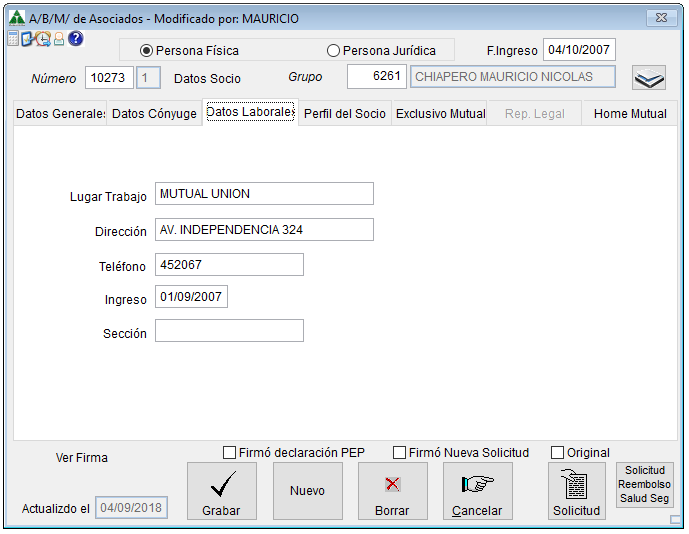 A/B/M/ de Asociados - Modificado por: MAURICIO
Persona Física Persona Jurídica F.Ingreso 04/10/2007
Número 10273 1 Datos Socio Grupo 6261 CHIAPERO MAURICIO NICOLAS
Datos Generales Datos Cónyuge Datos Laborales Perfil del Socio Exclusivo Mutual Rep. Legal Home Mutual
Lugar Trabajo MUTUAL UNION
Dirección AV. INDEPENDENCIA 324
Teléfono 452067
Ingreso 01/09/2007
Sección
Ver Firma Firmó declaración PEP Firmó Nueva Solicitud Original
Actualizdo el 04/09/2018 Grabar Nuevo Borrar Cancelar Solicitud
Solicitud
Reembolso
Salud Seg